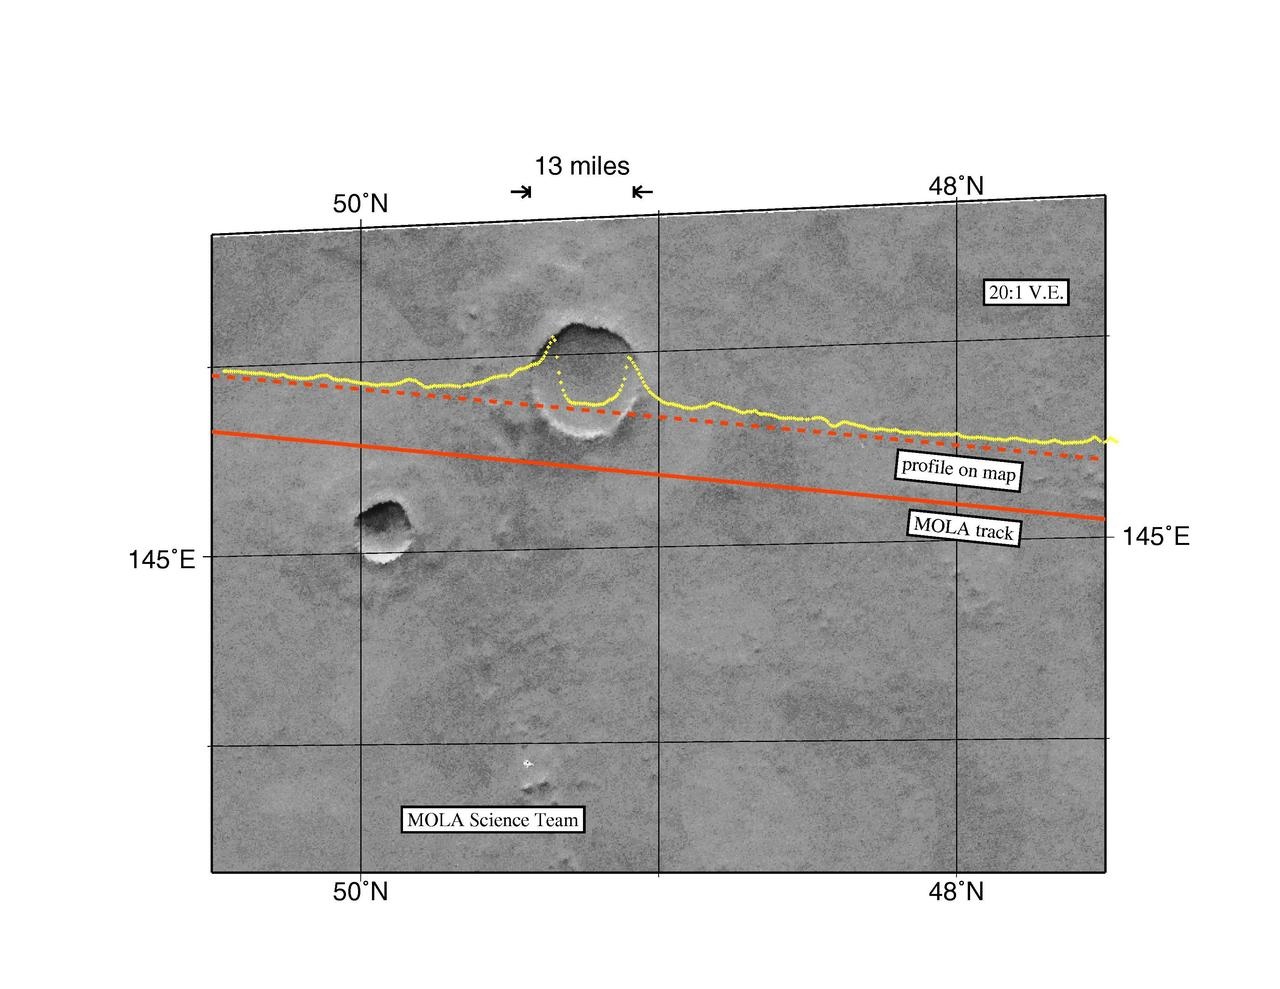 13 miles
50°N
48°N
20:1 V.E.
profile on map
MOLA track
145°E
145°E
MOLA Science Team
50°N
48°N